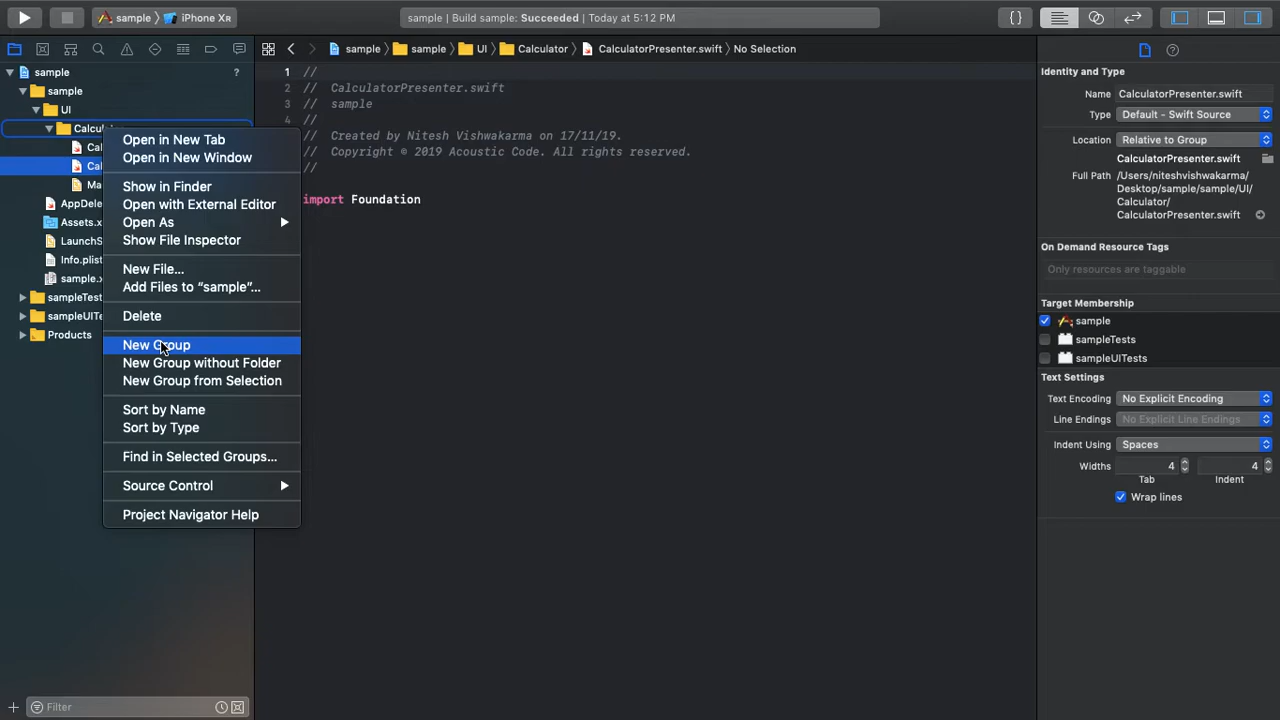 sample iPhone XR sample | Build sample: Succeeded | Today at 5:12 PM {}
sample sample UI Calculator CalculatorPresenter.swift No Selection
sample ?
sample
UI
AppDele
Assets.x
LaunchS
Info.plist
sample.x
sampleTest
sampleUITe
Products
Open in New Tab
Open in New Window
Show in Finder
Open with External Editor
Open As
Show File Inspector
New File...
Add Files to “sample”...
Delete
New Group
New Group without Folder
New Group from Selection
Sort by Name
Sort by Type
Find in Selected Groups...
Source Control
Project Navigator Help
Filter
1 //
2 // CalculatorPresenter.swift
3 // sample
4 //
5 // Created by Nitesh Vishwakarma on 17/11/19.
6 // Copyright © 2019 Acoustic Code. All rights reserved.
7 //
import Foundation
Identity and Type
Name CalculatorPresenter.swift
Type Default - Swift Source
Location Relative to Group
CalculatorPresenter.swift
Full Path /Users/niteshvishwakarma/
Desktop/sample/sample/UI/
Calculator/
CalculatorPresenter.swift
On Demand Resource Tags
Only resources are taggable
Target Membership
sample
sampleTests
sampleUITests
Text Settings
Text Encoding No Explicit Encoding
Line Endings No Explicit Line Endings
Indent Using Spaces
Widths 4 4
Tab Indent
Wrap lines